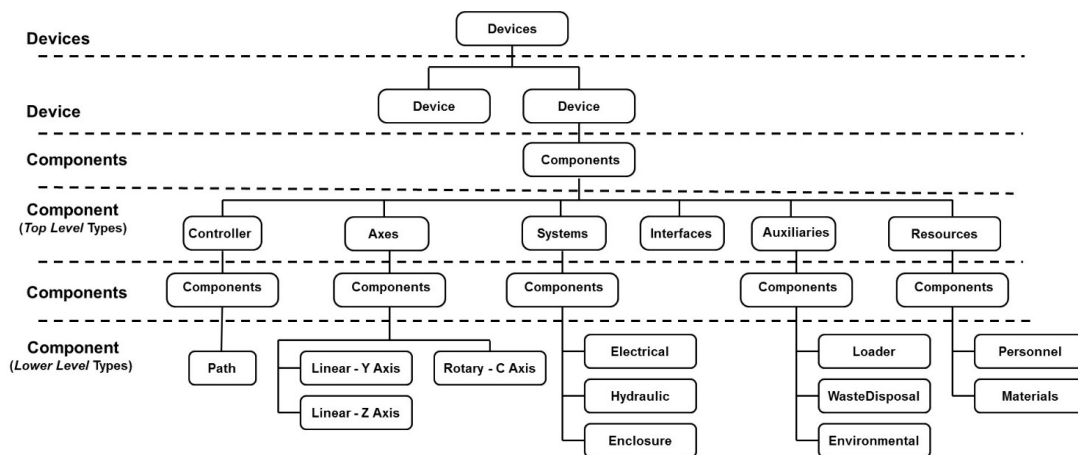 Devices
Devices
Device
Device
Device
Components
Components
Component
(Top Level Types)
Controller
Axes
Systems
Interfaces
Auxiliaries
Resources
Components
Components
Components
Components
Components
Components
Component
(Lower Level Types)
Path
Linear - Y Axis
Rotary - C Axis
Electrical
Loader
Personnel
Linear - Z Axis
Hydraulic
WasteDisposal
Materials
Enclosure
Environmental